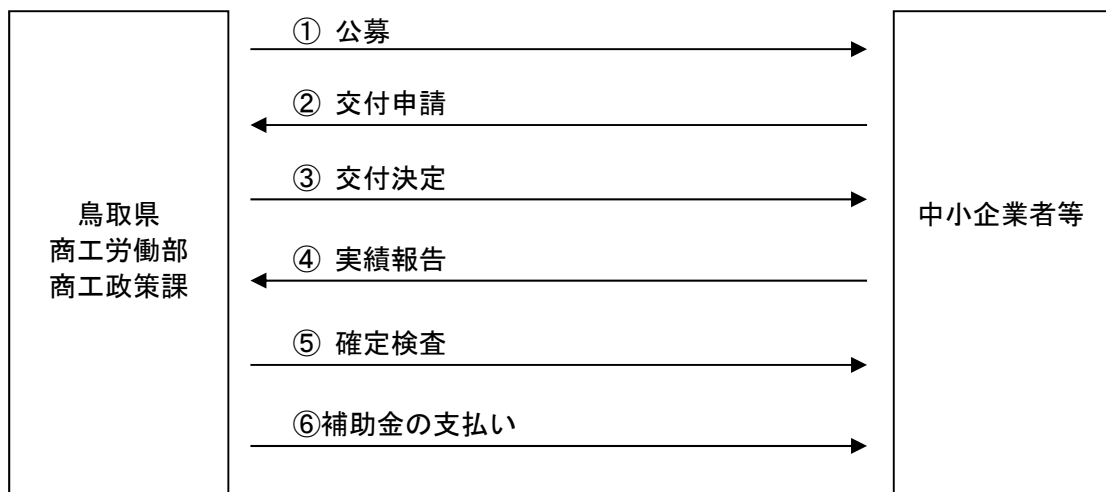 ① 公募
② 交付申請
③ 交付決定
鳥取県
商工労働部
商工政策課
中小企業者等
④ 実績報告
⑤ 確定検査
⑥補助金の支払い